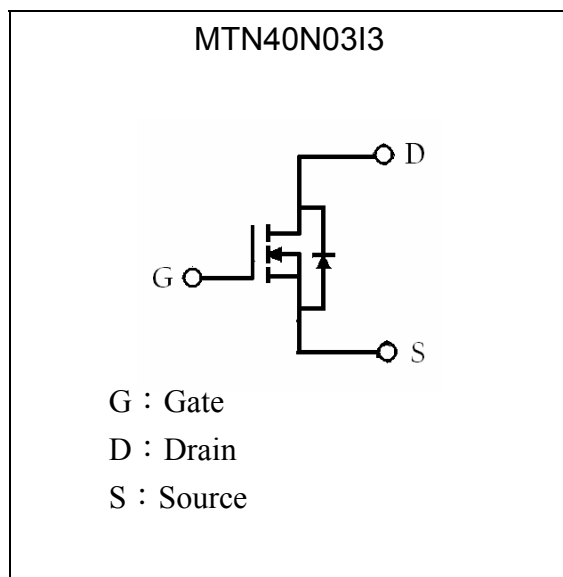 MTN40N03I3
D
G
S
G：Gate
D：Drain
S：Source